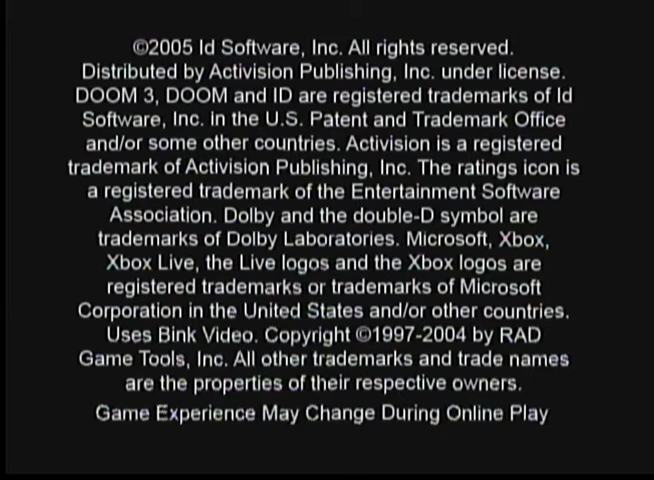 ©2005 Id Software, Inc. All rights reserved.
Distributed by Activision Publishing, Inc. under license.
DOOM 3, DOOM and ID are registered trademarks of Id
Software, Inc. in the U.S. Patent and Trademark Office
and/or some other countries. Activision is a registered
trademark of Activision Publishing, Inc. The ratings icon is
a registered trademark of the Entertainment Software
Association. Dolby and the double-D symbol are
trademarks of Dolby Laboratories. Microsoft, Xbox,
Xbox Live, the Live logos and the Xbox logos are
registered trademarks or trademarks of Microsoft
Corporation in the United States and/or other countries.
Uses Bink Video. Copyright ©1997-2004 by RAD
Game Tools, Inc. All other trademarks and trade names
are the properties of their respective owners.
Game Experience May Change During Online Play